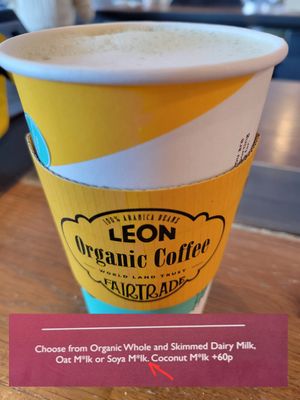 100% ARABICA BEANS
LEON
Organic Coffee
WORLD LAND TRUST
FAIRTRADE
Choose from Organic Whole and Skimmed Dairy Milk,
Oat M*lk or Soya M*lk. Coconut M*lk +60p